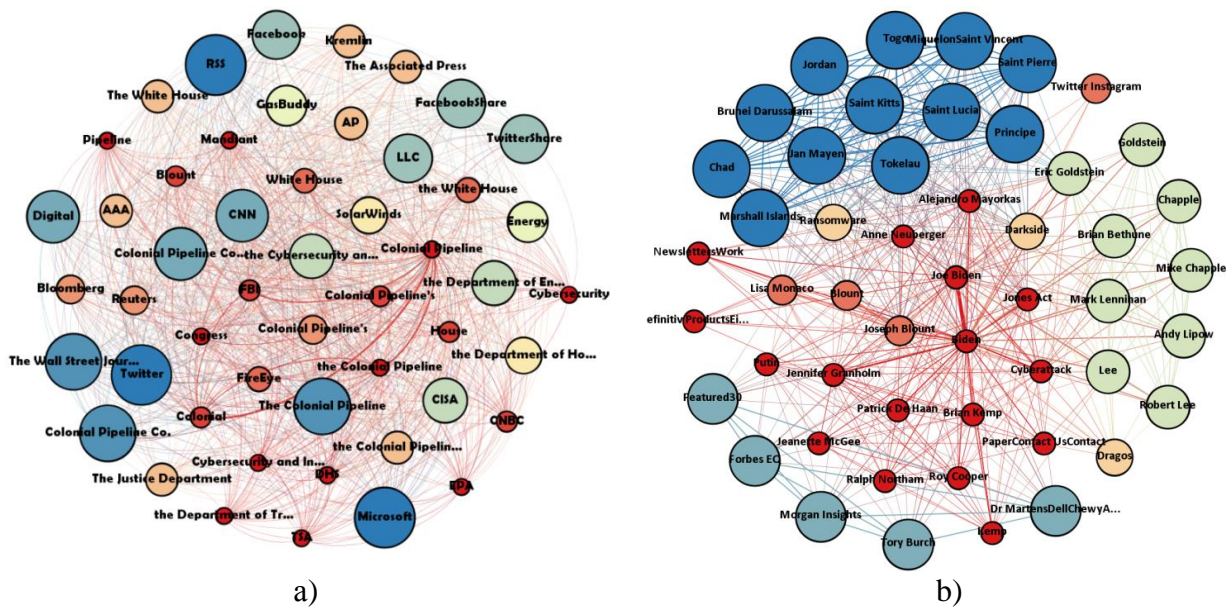 Facebook
Kremlin
RSS
The Associated Press
The White House
GasBuddy
FacebookShare
AP
TwitterShare
Pipeline
Mandiant
LLC
Blount
White House
the White House
AAA
Digital
CNN
SolarWinds
Energy
Colonial Pipeline Co...
the Cybersecurity an...
Colonial Pipeline
the Department of En...
Bloomberg
Reuters
FBI
Colonial Pipeline's
Cybersecurity
Congress
Colonial Pipeline's
House
The Wall Street Jour...
Twitter
FireEye
the Colonial Pipeline
the Department of Ho...
Colonial
The Colonial Pipeline
CISA
CNBC
Colonial Pipeline Co.
the Colonial Pipelin...
The Justice Department
Cybersecurity and In...
DHS
EPA
the Department of Tr...
Microsoft
TSA
a)
Togo
MiquelonSaint Vincent
Jordan
Saint Pierre
Twitter Instagram
Brunei Darussalam
Saint Kitts
Saint Lucia
Principe
Goldstein
Chad
Jan Mayen
Tokelau
Eric Goldstein
Alejandro Mayorkas
Chapple
Marshall Islands
Ransomware
Anne Neuberger
Darkside
Brian Bethune
NewslettersWork
Joe Biden
Mike Chapple
Lisa Monaco
Blount
Jones Act
Mark Lennihan
efinitivProductsEi...
Joseph Blount
Biden
Andy Lipow
Putin
Jennifer Granholm
Cyberattack
Lee
Featured30
Patrick De Haan
Brian Kemp
Robert Lee
Jeanette McGee
PaperContact UsContact
Forbes EQ
Dragos
Ralph Northam
Roy Cooper
Morgan Insights
Dr MartensDellChewyA...
Tory Burch
Kemp
b)